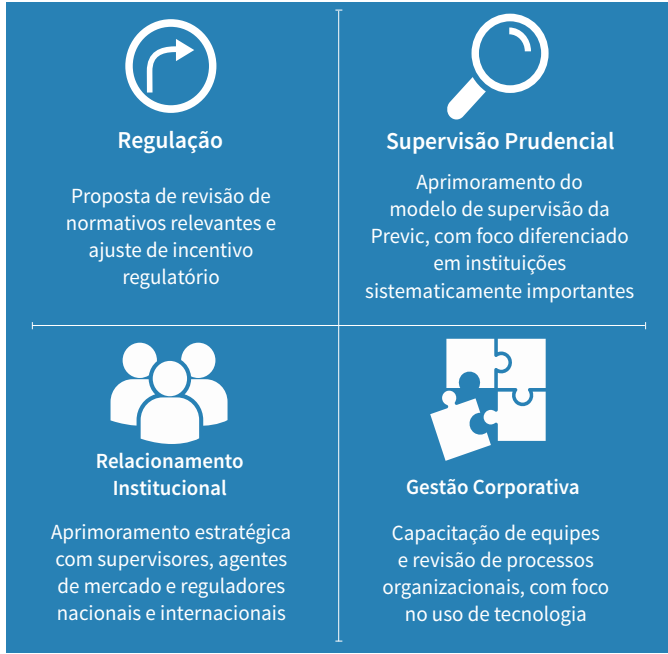 Regulação
Proposta de revisão de
normativos relevantes e
ajuste de incentivo
regulatório
Supervisão Prudencial
Aprimoramento do
modelo de supervisão da
Previc, com foco diferenciado
em instituições
sistematicamente importantes
Relacionamento
Institucional
Aprimoramento estratégica
com supervisores, agentes
de mercado e reguladores
nacionais e internacionais
Gestão Corporativa
Capacitação de equipes
e revisão de processos
organizacionais, com foco
no uso de tecnologia